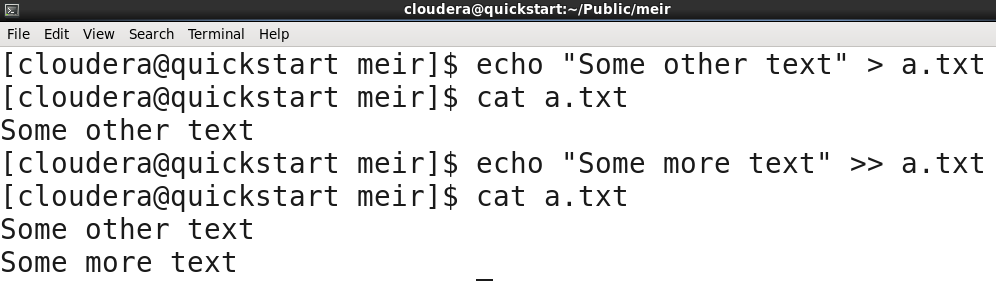 cloudera@quickstart:~/Public/meir
File Edit View Search Terminal Help
[cloudera@quickstart meir]$ echo "Some other text" > a.txt
[cloudera@quickstart meir]$ cat a.txt
Some other text
[cloudera@quickstart meir]$ echo "Some more text" >> a.txt
[cloudera@quickstart meir]$ cat a.txt
Some other text
Some more text